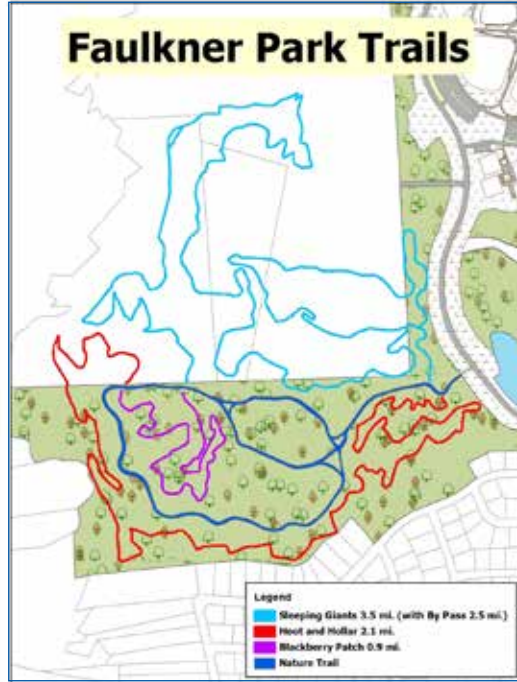 Faulkner Park Trails
Legend
Sleeping Giants 3.5 mi. (with By Pass 2.5 mi.)
Hoot and Hollar 2.1 mi.
Blackberry Patch 0.9 mi.
Nature Trail